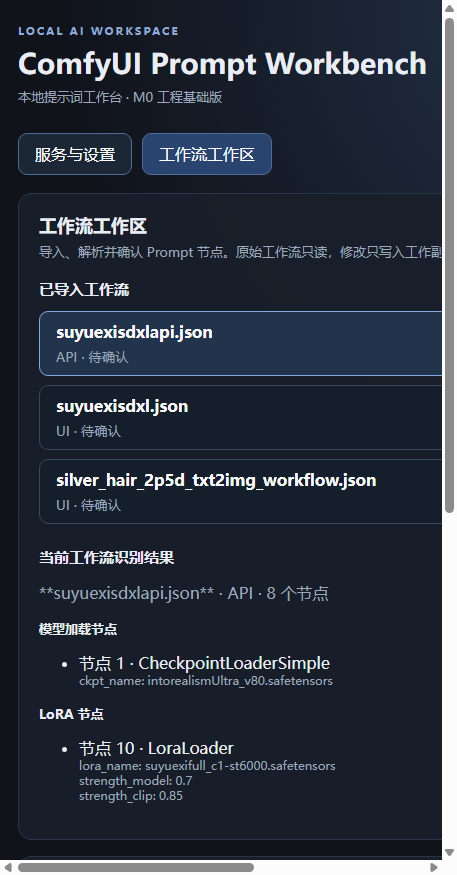 LOCAL AI WORKSPACE
ComfyUI Prompt Workbench
本地提示词工作台 · M0 工程基础版
服务与设置
工作流工作区
工作流工作区
导入、解析并确认 Prompt 节点。原始工作流只读，修改只写入工作副
已导入工作流
suyuexisdxlapi.json
API · 待确认
suyuexisdxl.json
UI · 待确认
silver_hair_2p5d_txt2img_workflow.json
UI · 待确认
当前工作流识别结果
**suyuexisdxlapi.json** · API · 8 个节点
模型加载节点
节点 1 · CheckpointLoaderSimple
ckpt_name: intorealismUltra_v80.safetensors
LoRA 节点
节点 10 · LoraLoader
lora_name: suyuexifull_c1-st6000.safetensors
strength_model: 0.7
strength_clip: 0.85